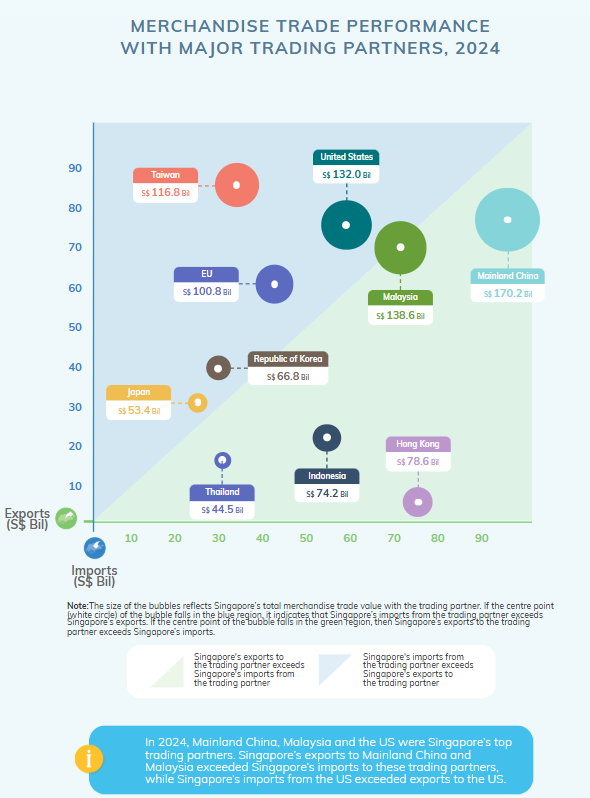 MERCHANDISE TRADE PERFORMANCE
WITH MAJOR TRADING PARTNERS, 2024
United States
S$ 132.0 Bil
Taiwan
S$ 116.8 Bil
Mainland China
S$ 170.2 Bil
EU
S$ 100.8 Bil
Malaysia
S$ 138.6 Bil
Republic of Korea
S$ 66.8 Bil
Japan
S$ 53.4 Bil
Hong Kong
S$ 78.6 Bil
Indonesia
S$ 74.2 Bil
Thailand
S$ 44.5 Bil
90
80
70
60
50
40
30
20
10
Exports
(S$ Bil)
10 20 30 40 50 60 70 80 90
Imports
(S$ Bil)
Note:The size of the bubbles reflects Singapore's total merchandise trade value with the trading partner. If the centre point
(white circle) of the bubble falls in the blue region, it indicates that Singapore's imports from the trading partner exceeds
Singapore's exports. If the centre point of the bubble falls in the green region, then Singapore's exports to the trading
partner exceeds Singapore's imports.
Singapore's exports to
the trading partner exceeds
Singapore's imports from
the trading partner
Singapore's imports from
the trading partner exceeds
Singapore's exports to
the trading partner
i
In 2024, Mainland China, Malaysia and the US were Singapore's top
trading partners. Singapore's exports to Mainland China and
Malaysia exceeded Singapore's imports to these trading partners,
while Singapore's imports from the US exceeded exports to the US.